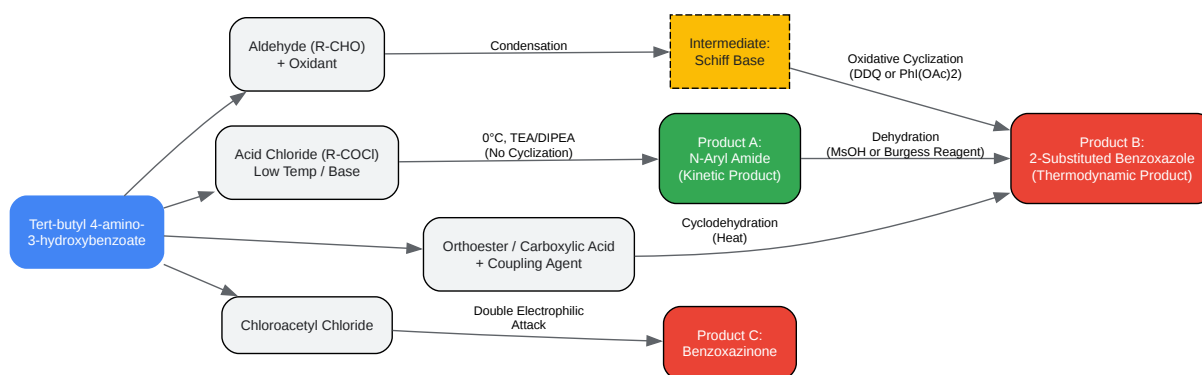 Aldehyde (R-CHO)
+ Oxidant
Condensation
Intermediate:
Schiff Base
Oxidative Cyclization
(DDQ or PhI(OAc)2)
Acid Chloride (R-COCl)
Low Temp / Base
0°C, TEA/DIPEA
(No Cyclization)
Product A:
N-Aryl Amide
(Kinetic Product)
Dehydration
(MsOH or Burgess Reagent)
Product B:
2-Substituted Benzoxazole
(Thermodynamic Product)
Tert-butyl 4-amino-
3-hydroxybenzoate
Orthoester / Carboxylic Acid
+ Coupling Agent
Cyclodehydration
(Heat)
Chloroacetyl Chloride
Double Electrophilic
Attack
Product C:
Benzoxazinone